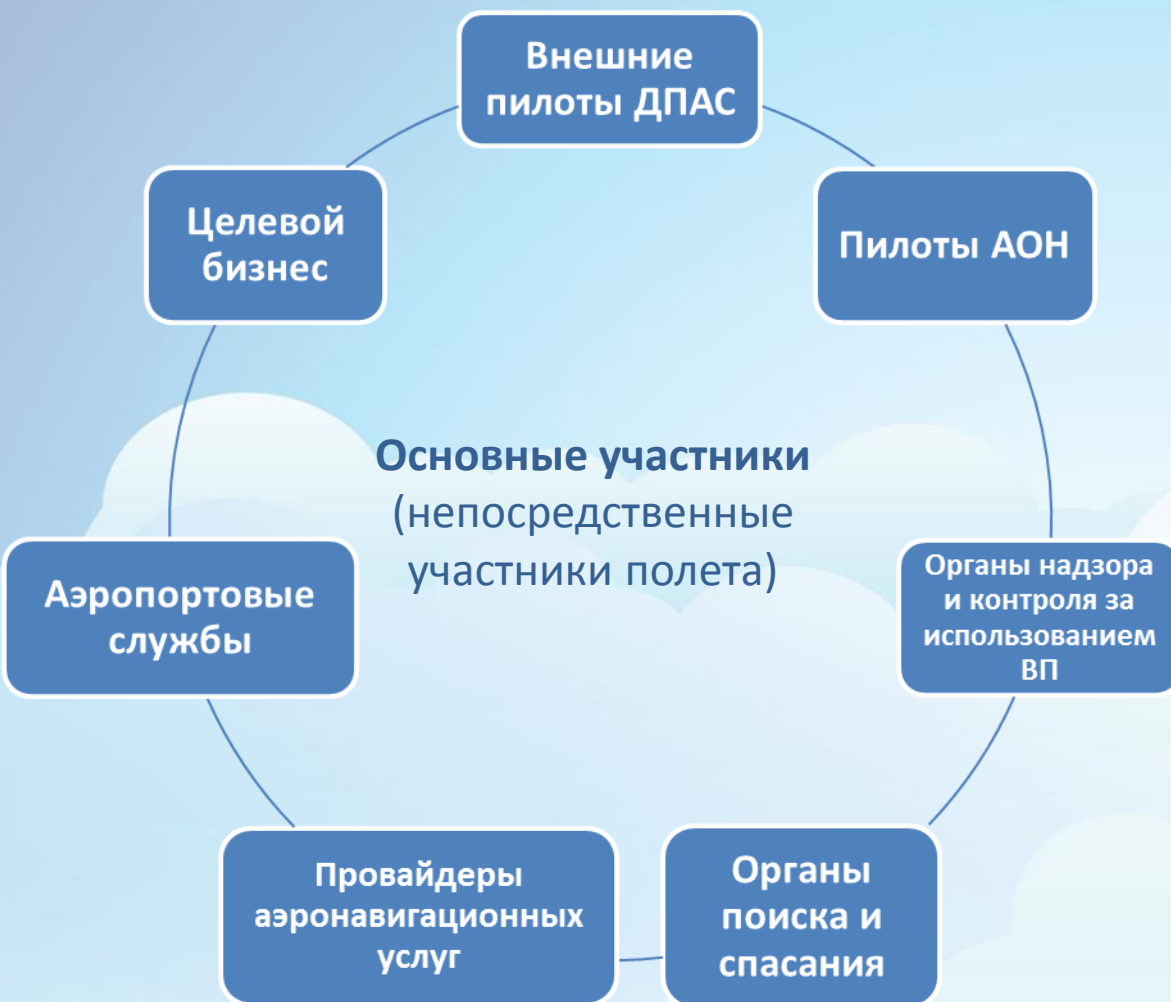 Внешние
пилоты ДПАС
Целевой
бизнес
Пилоты АОН
Основные участники
(непосредственные
участники полета)
Аэропортовые
службы
Органы надзора
и контроля за
использованием
ВП
Провайдеры
аэронавигационных
услуг
Органы
поиска и
спасания